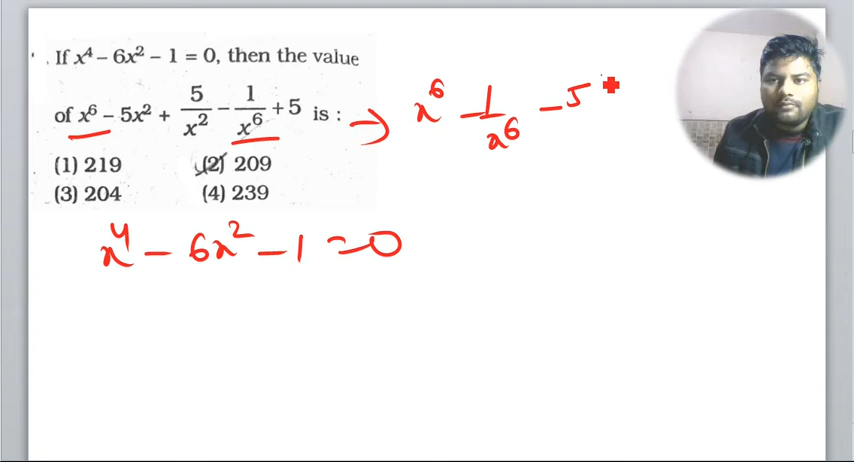 . If x⁴ – 6x² – 1 = 0, then the value
of x⁶ – 5x² + 5/x² – 1/x⁶ + 5 is :
(1) 219 (2) 209
(3) 204 (4) 239
→ x⁶ – 1/x⁶ – 5
x⁴ – 6x² – 1 = 0